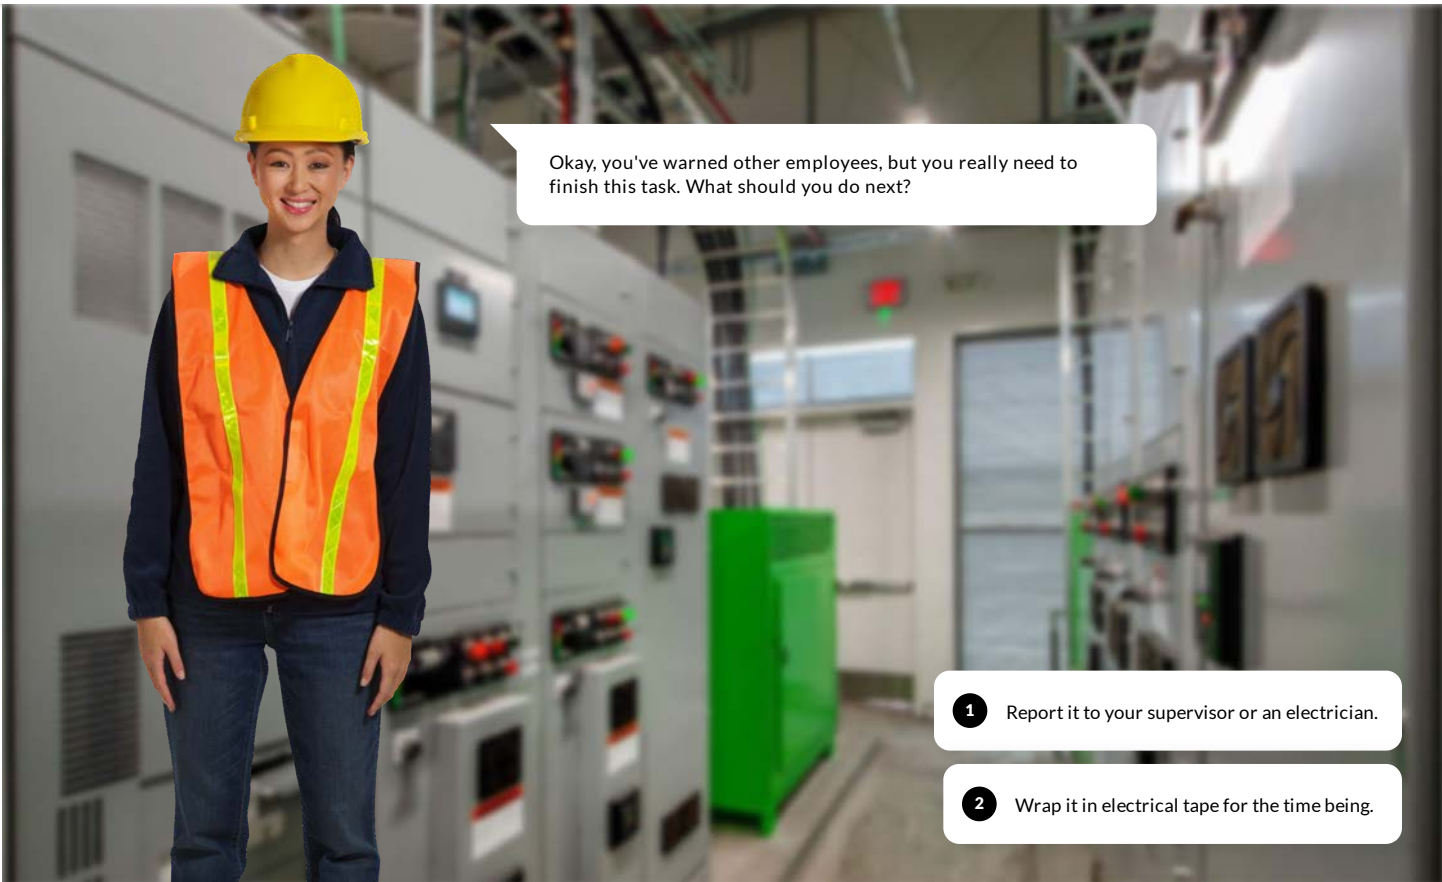 Okay, you've warned other employees, but you really need to
finish this task. What should you do next?
1 Report it to your supervisor or an electrician.
2 Wrap it in electrical tape for the time being.